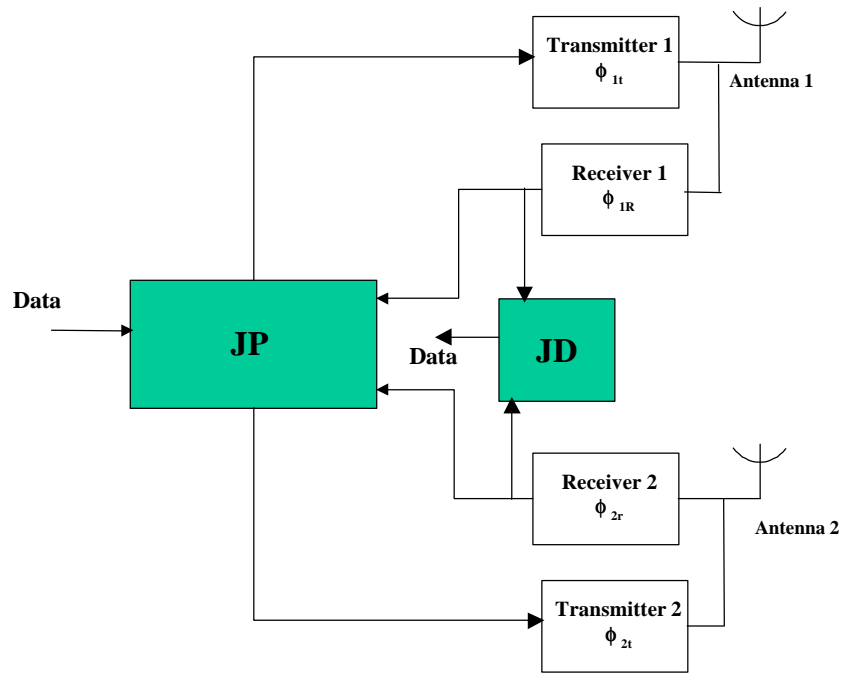 Transmitter 1
ϕ 1t
Antenna 1
Receiver 1
ϕ 1R
Data
JP
Data
JD
Receiver 2
ϕ 2r
Antenna 2
Transmitter 2
ϕ 2t